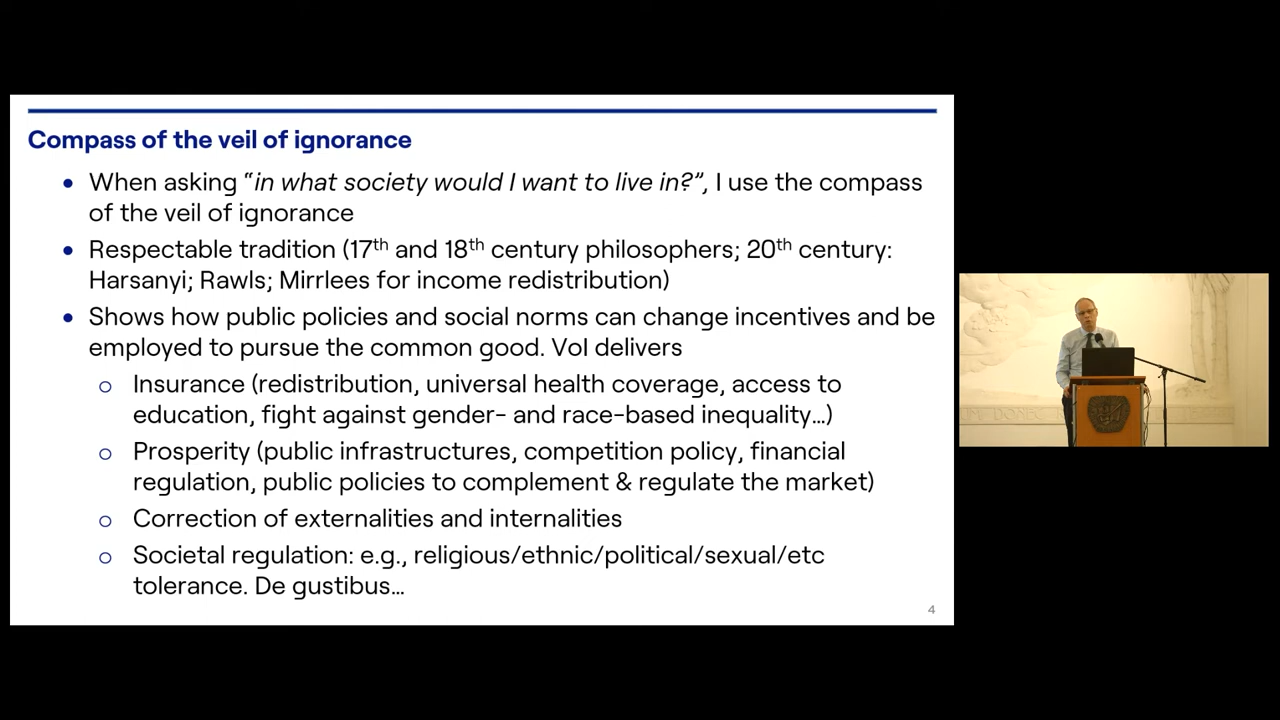 Compass of the veil of ignorance
• When asking “in what society would I want to live in?”, I use the compass
of the veil of ignorance
• Respectable tradition (17th and 18th century philosophers; 20th century:
Harsanyi; Rawls; Mirrlees for income redistribution)
• Shows how public policies and social norms can change incentives and be
employed to pursue the common good. VoI delivers
o Insurance (redistribution, universal health coverage, access to
education, fight against gender- and race-based inequality…)
o Prosperity (public infrastructures, competition policy, financial
regulation, public policies to complement & regulate the market)
o Correction of externalities and internalities
o Societal regulation: e.g., religious/ethnic/political/sexual/etc
tolerance. De gustibus…
4